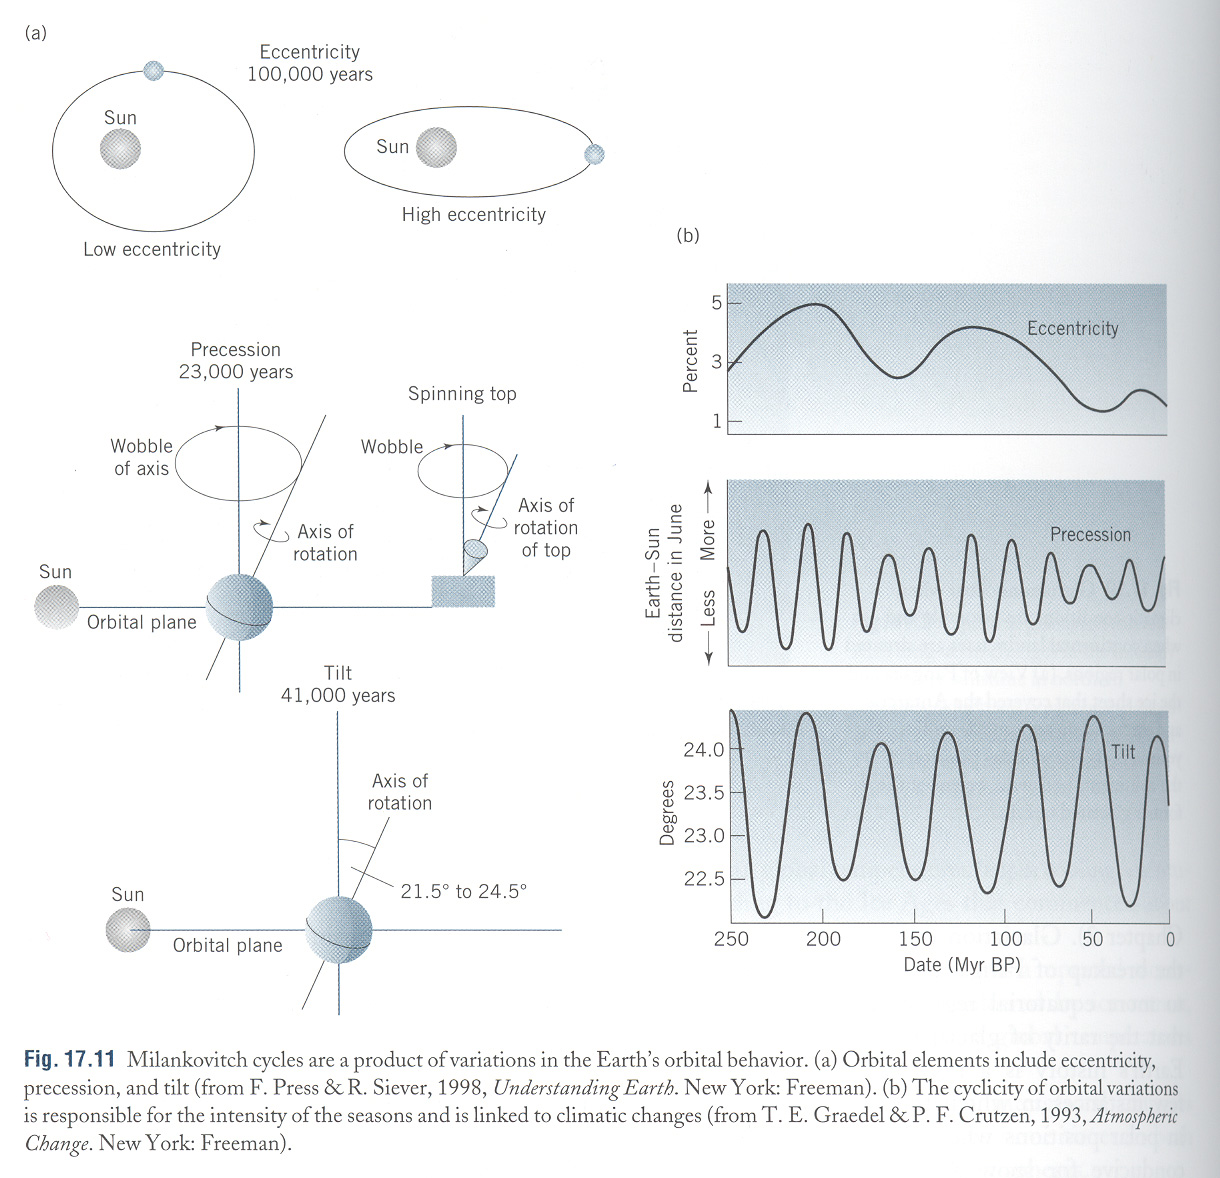 (a)
Eccentricity
100,000 years
Sun
Sun
Low eccentricity
High eccentricity
Precession
23,000 years
Wobble
of axis
Axis of
rotation
Sun
Orbital plane
Spinning top
Wobble
Axis of
rotation
of top
Tilt
41,000 years
Axis of
rotation
21.5° to 24.5°
Sun
Orbital plane
(b)
Percent
5
3
1
Eccentricity
Earth–Sun
distance in June
Less
More
Precession
Degrees
24.0
23.5
23.0
22.5
Tilt
250 200 150 100 50 0
Date (Myr BP)
Fig. 17.11 Milankovitch cycles are a product of variations in the Earth's orbital behavior. (a) Orbital elements include eccentricity,
precession, and tilt (from F. Press & R. Siever, 1998, Understanding Earth. New York: Freeman). (b) The cyclicity of orbital variations
is responsible for the intensity of the seasons and is linked to climatic changes (from T. E. Graedel & P. F. Crutzen, 1993, Atmospheric
Change. New York: Freeman).